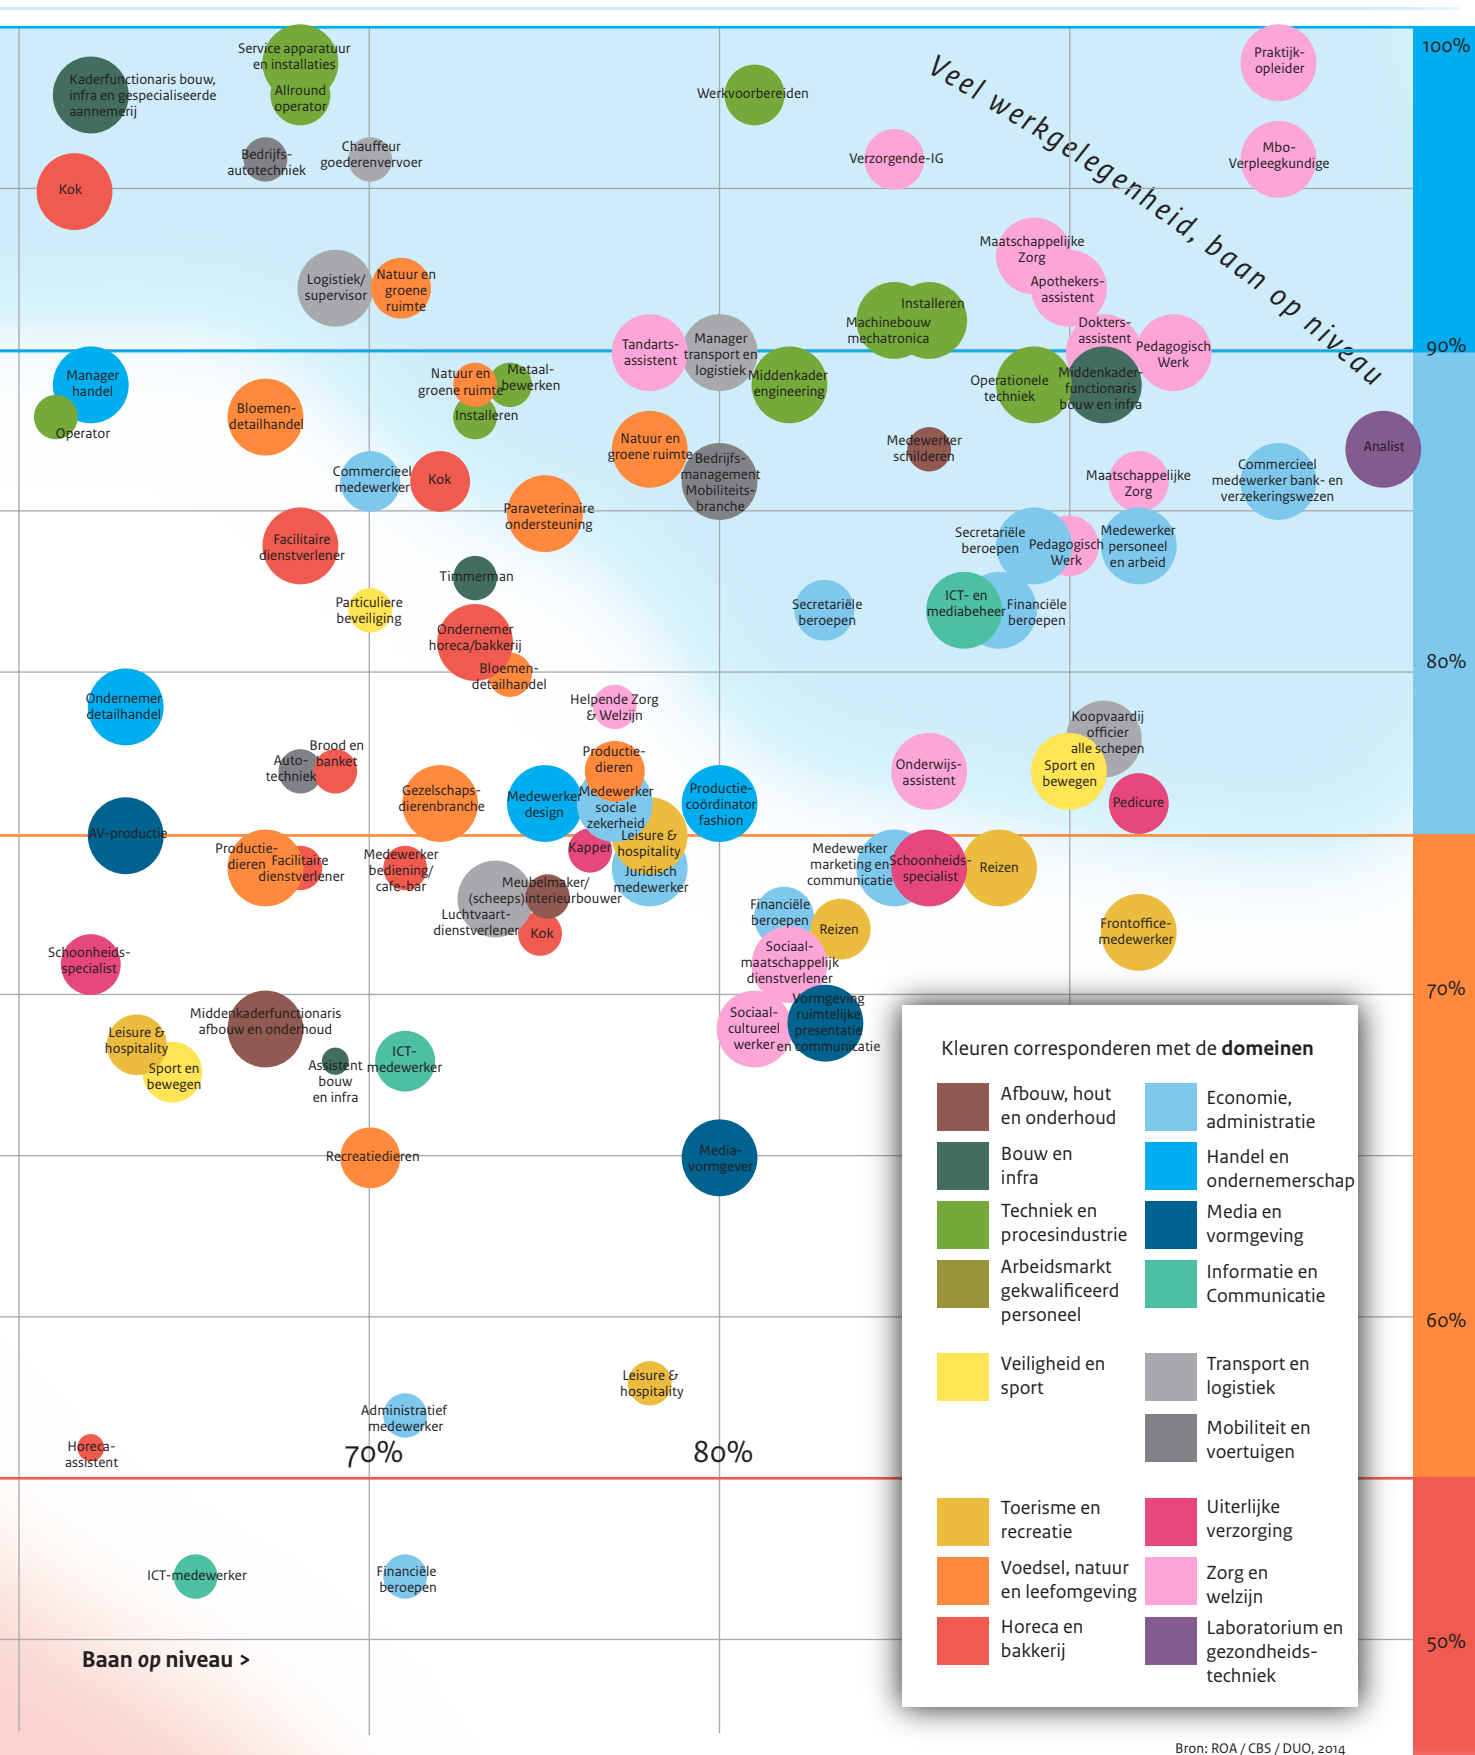 100%
Service apparatuur
en installaties
Allround
operator
Kaderfunctionaris bouw,
infra en gespecialiseerde
aannemerij
Werkvoorbereiden
Praktijk-
opleider
Veel werkgelegenheid, baan op niveau
Bedrijfs-
autotechniek
Chauffeur
goederenvervoer
Verzorgende-IG
Mbo-
Verpleegkundige
Kok
Maatschappelijke
Zorg
Logistiek/
supervisor
Natuur en
groene
ruimte
Apothekers-
assistent
Installeren
Machinebouw
mechatronica
Dokters-
assistent
Pedagogisch
Werk
90%
Tandarts-
assistent
Manager
transport en
logistiek
Manager
handel
Operator
Bloemen-
detailhandel
Natuur en
groene ruimte
Metaal-
bewerken
Installeren
Middenkader
engineering
Operationele
techniek
Middenkader-
functionaris
bouw en infra
Natuur en
groene ruimte
Bedrijfs-
management
Mobiliteits-
branche
Medewerker
schilderen
Analist
Commercieel
medewerker
Kok
Maatschappelijke
Zorg
Commercieel
medewerker bank- en
verzekeringswezen
Paraveterinaire
ondersteuning
Facilitaire
dienstverlener
Secretariële
beroepen
Pedagogisch
Werk
Medewerker
personeel
en arbeid
Timmerman
Particuliere
beveiliging
Secretariële
beroepen
ICT- en
mediabeheer
Financiële
beroepen
Ondernemer
horeca/bakkerij
Bloemen-
detailhandel
80%
Ondernemer
detailhandel
Helpende Zorg
& Welzijn
Koopvaardij
officier
alle schepen
Auto-
techniek
Brood en
banket
Productie-
dieren
Onderwijs-
assistent
Sport en
bewegen
Gezelschaps-
dierenbranche
Medewerker
design
Medewerker
sociale
zekerheid
Productie-
coördinator
fashion
Pedicure
AV-productie
Leisure &
hospitality
Kapper
Productie-
dieren
Facilitaire
dienstverlener
Medewerker
bediening/
cafe-bar
Juridisch
medewerker
Medewerker
marketing en
communicatie
Schoonheids-
specialist
Reizen
Meubelmaker/
(scheeps)interieurbouwer
Luchtvaart-
dienstverlener
Kok
Financiële
beroepen
Reizen
Frontoffice-
medewerker
Schoonheids-
specialist
Sociaal-
maatschappelijk
dienstverlener
70%
Middenkaderfunctionaris
afbouw en onderhoud
Sociaal-
cultureel
werker
Vormgeving
ruimtelijke
presentatie
en communicatie
Leisure &
hospitality
Sport en
bewegen
Assistent
bouw
en infra
ICT-
medewerker
Recreatiedieren
Media-
vormgever
Kleuren corresponderen met de domeinen
Afbouw, hout
en onderhoud
Bouw en
infra
Techniek en
procesindustrie
Arbeidsmarkt
gekwalificeerd
personeel
Veiligheid en
sport
Toerisme en
recreatie
Voedsel, natuur
en leefomgeving
Horeca en
bakkerij
Economie,
administratie
Handel en
ondernemerschap
Media en
vormgeving
Informatie en
Communicatie
Transport en
logistiek
Mobiliteit en
voertuigen
Uiterlijke
verzorging
Zorg en
welzijn
Laboratorium en
gezondheids-
techniek
60%
Leisure &
hospitality
Administratief
medewerker
Horeca-
assistent
70%
80%
ICT-medewerker
Financiële
beroepen
50%
Baan op niveau >
Bron: ROA / CBS / DUO, 2014